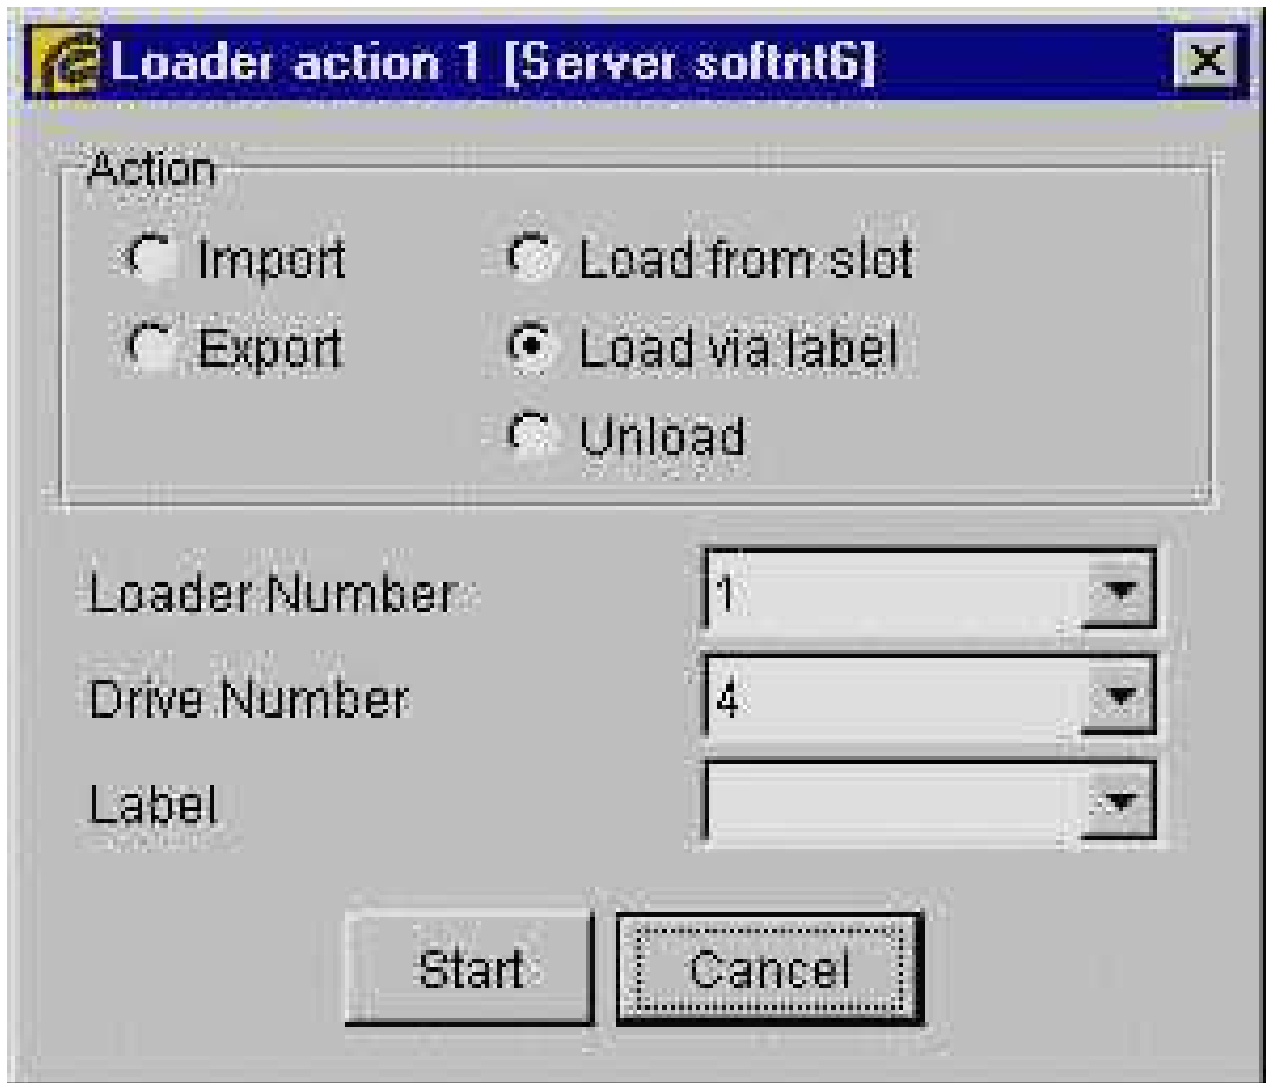 Loader action 1 [Server softnt6]
Action
Import
Load from slot
Export
Load via label
Unload
Loader Number
1
Drive Number
4
Label
Start
Cancel